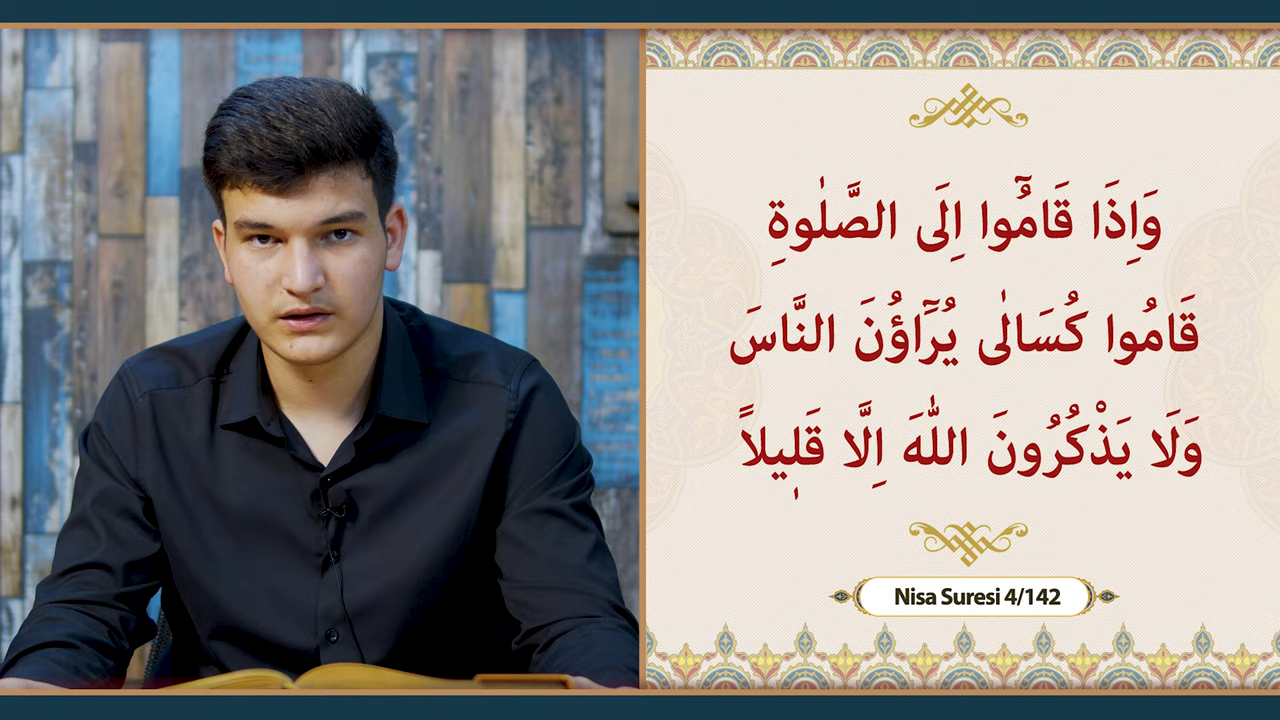 وَاِذَا قَامُٓوا اِلَى الصَّلٰوةِ
قَامُوا كُسَالٰى يُرَٓاؤُنَ النَّاسَ
وَلَا يَذْكُرُونَ اللّٰهَ اِلَّا قَلٖيلاً
Nisa Suresi 4/142